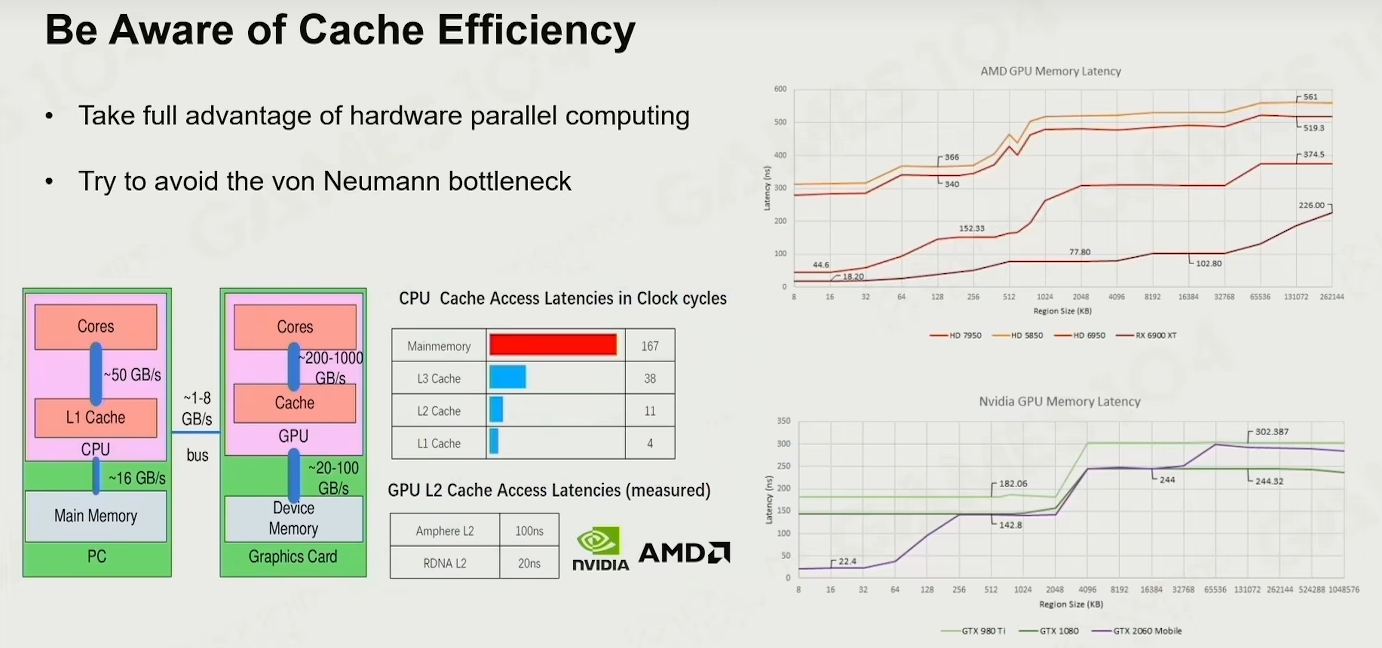 Be Aware of Cache Efficiency
• Take full advantage of hardware parallel computing
• Try to avoid the von Neumann bottleneck
Cores
~50 GB/s
L1 Cache
CPU
~16 GB/s
Main Memory
PC
~1-8
GB/s
bus
Cores
~200-1000
GB/s
Cache
GPU
~20-100
GB/s
Device
Memory
Graphics Card
CPU Cache Access Latencies in Clock cycles
Mainmemory 167
L3 Cache 38
L2 Cache 11
L1 Cache 4
GPU L2 Cache Access Latencies (measured)
Amphere L2 100ns
RDNA L2 20ns
NVIDIA
AMD
AMD GPU Memory Latency
Latency (ns)
600
500
400
300
200
100
0
561
519.3
374.5
366
340
226.00
152.33
77.80
102.80
44.6
18.20
8 16 32 64 128 256 512 1024 2048 4096 8192 16384 32768 65536 131072 262144
Region Size (KB)
HD 7950 HD 5850 HD 6950 RX 6900 XT
Nvidia GPU Memory Latency
Latency (ns)
350
300
250
200
150
100
50
0
302.387
182.06
244
244.32
142.8
22.4
8 16 32 64 128 256 512 1024 2048 4096 8192 16384 32768 65536 131072 262144 524288 1048576
Region Size (KB)
GTX 980 Ti GTX 1080 GTX 2060 Mobile